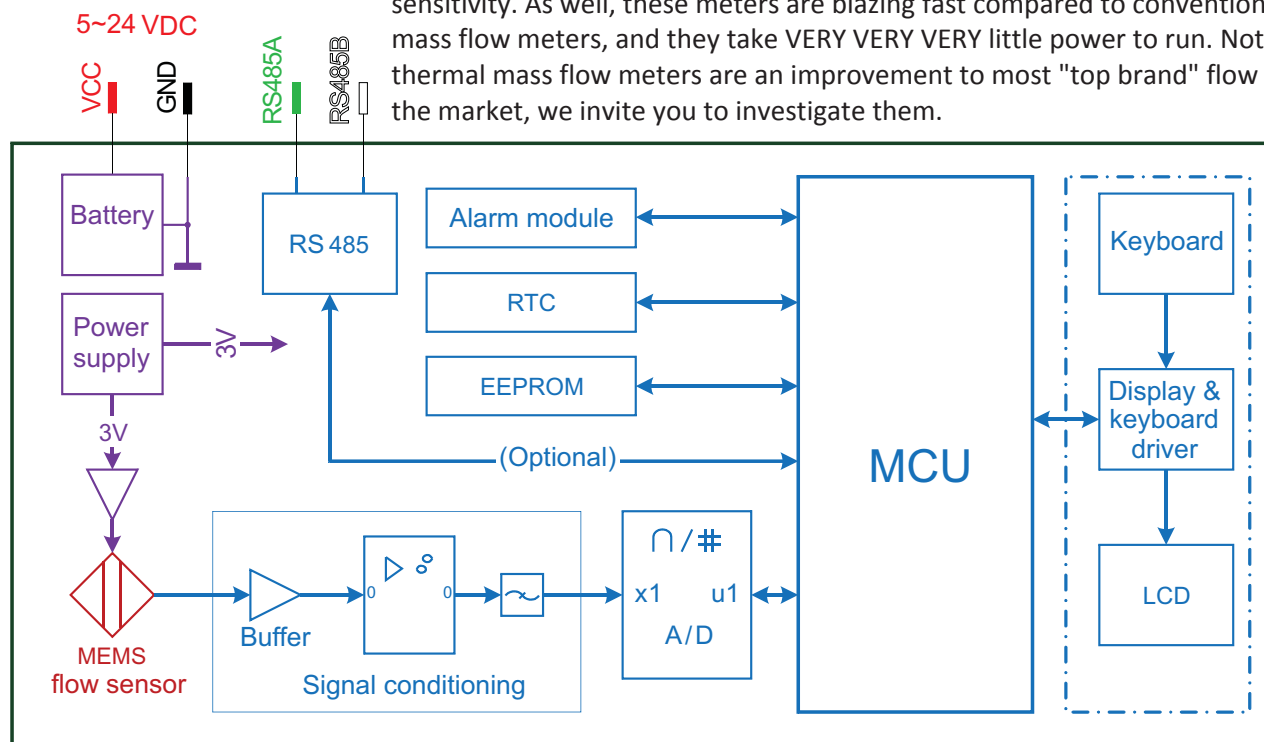 sensitivity. As well, these meters are blazing fast compared to convention
mass flow meters, and they take VERY VERY VERY little power to run. Not
thermal mass flow meters are an improvement to most "top brand" flow
the market, we invite you to investigate them.
5~24 VDC
VCC
GND
RS485A
RS485B
Battery
RS 485
Alarm module
Keyboard
RTC
Power
supply
3V
EEPROM
Display &
keyboard
driver
3V
(Optional)
MCU
∩/#
x1 u1
A/D
0 0
LCD
Buffer
MEMS
flow sensor
Signal conditioning